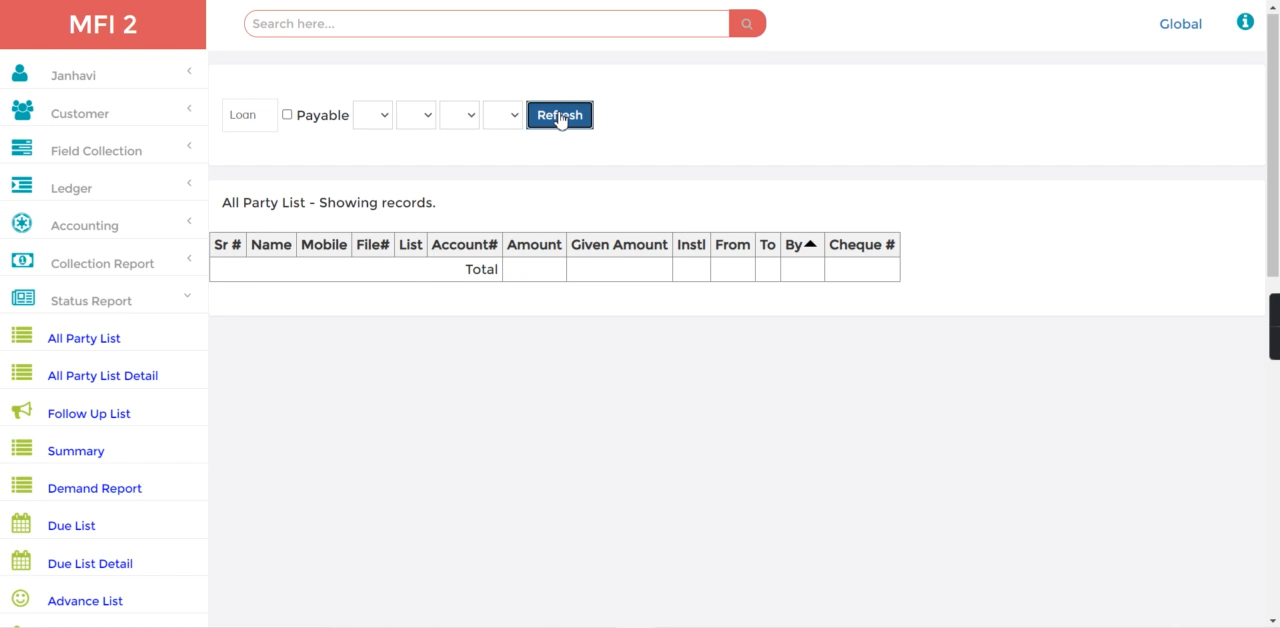 MFI 2
Search here...
Global
Janhavi
Customer
Field Collection
Ledger
Accounting
Collection Report
Status Report
All Party List
All Party List Detail
Follow Up List
Summary
Demand Report
Due List
Due List Detail
Advance List
Loan Payable Refresh
All Party List - Showing records.
Sr # Name Mobile File# List Account# Amount Given Amount Instl From To By Cheque #
Total